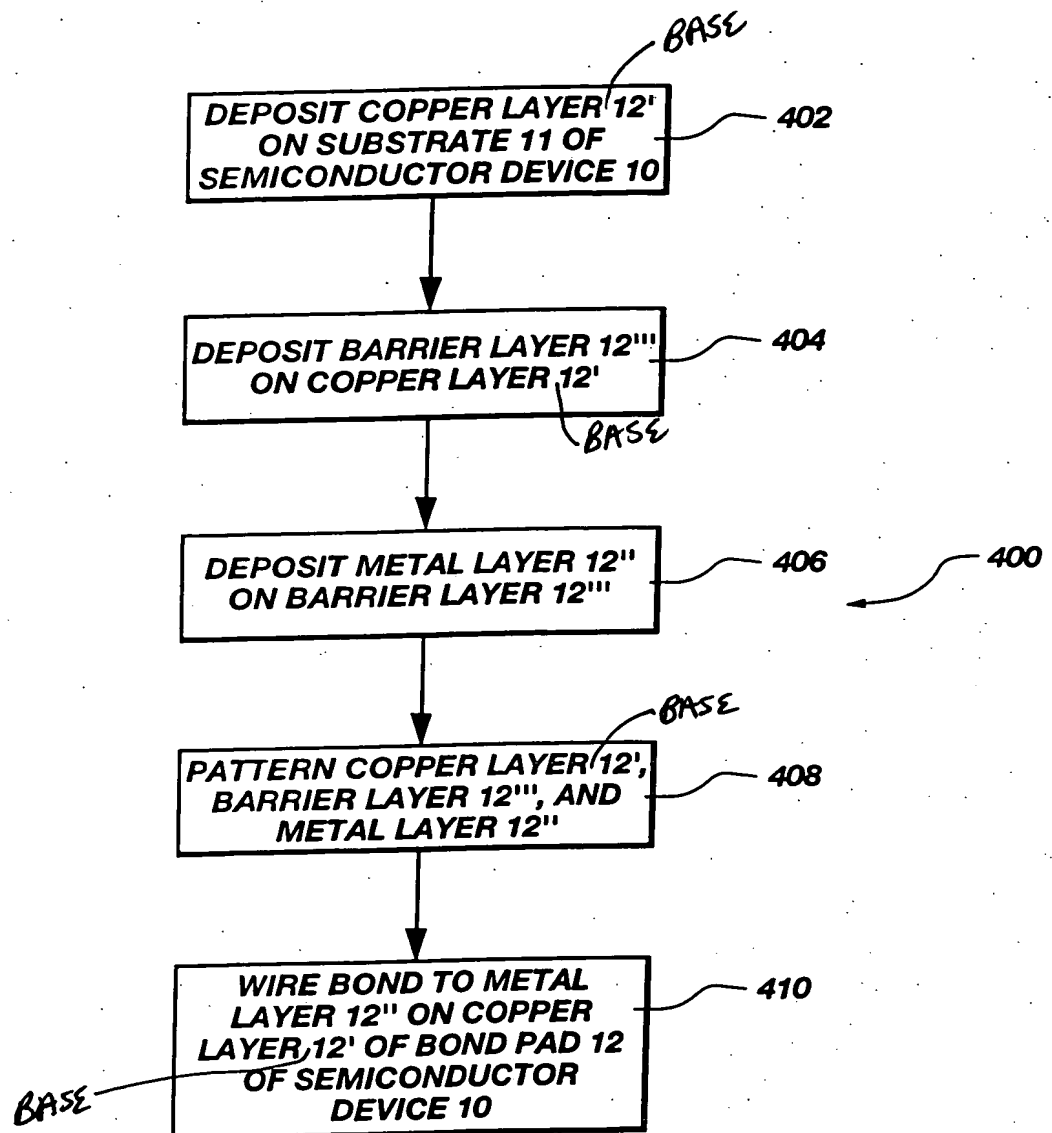 BASE
DEPOSIT COPPER LAYER 12'
ON SUBSTRATE 11 OF
SEMICONDUCTOR DEVICE 10
402
DEPOSIT BARRIER LAYER 12'''
ON COPPER LAYER 12'
404
BASE
DEPOSIT METAL LAYER 12''
ON BARRIER LAYER 12'''
406
400
BASE
PATTERN COPPER LAYER 12',
BARRIER LAYER 12''', AND
METAL LAYER 12''
408
WIRE BOND TO METAL
LAYER 12'' ON COPPER
LAYER 12' OF BOND PAD 12
OF SEMICONDUCTOR
DEVICE 10
410
BASE